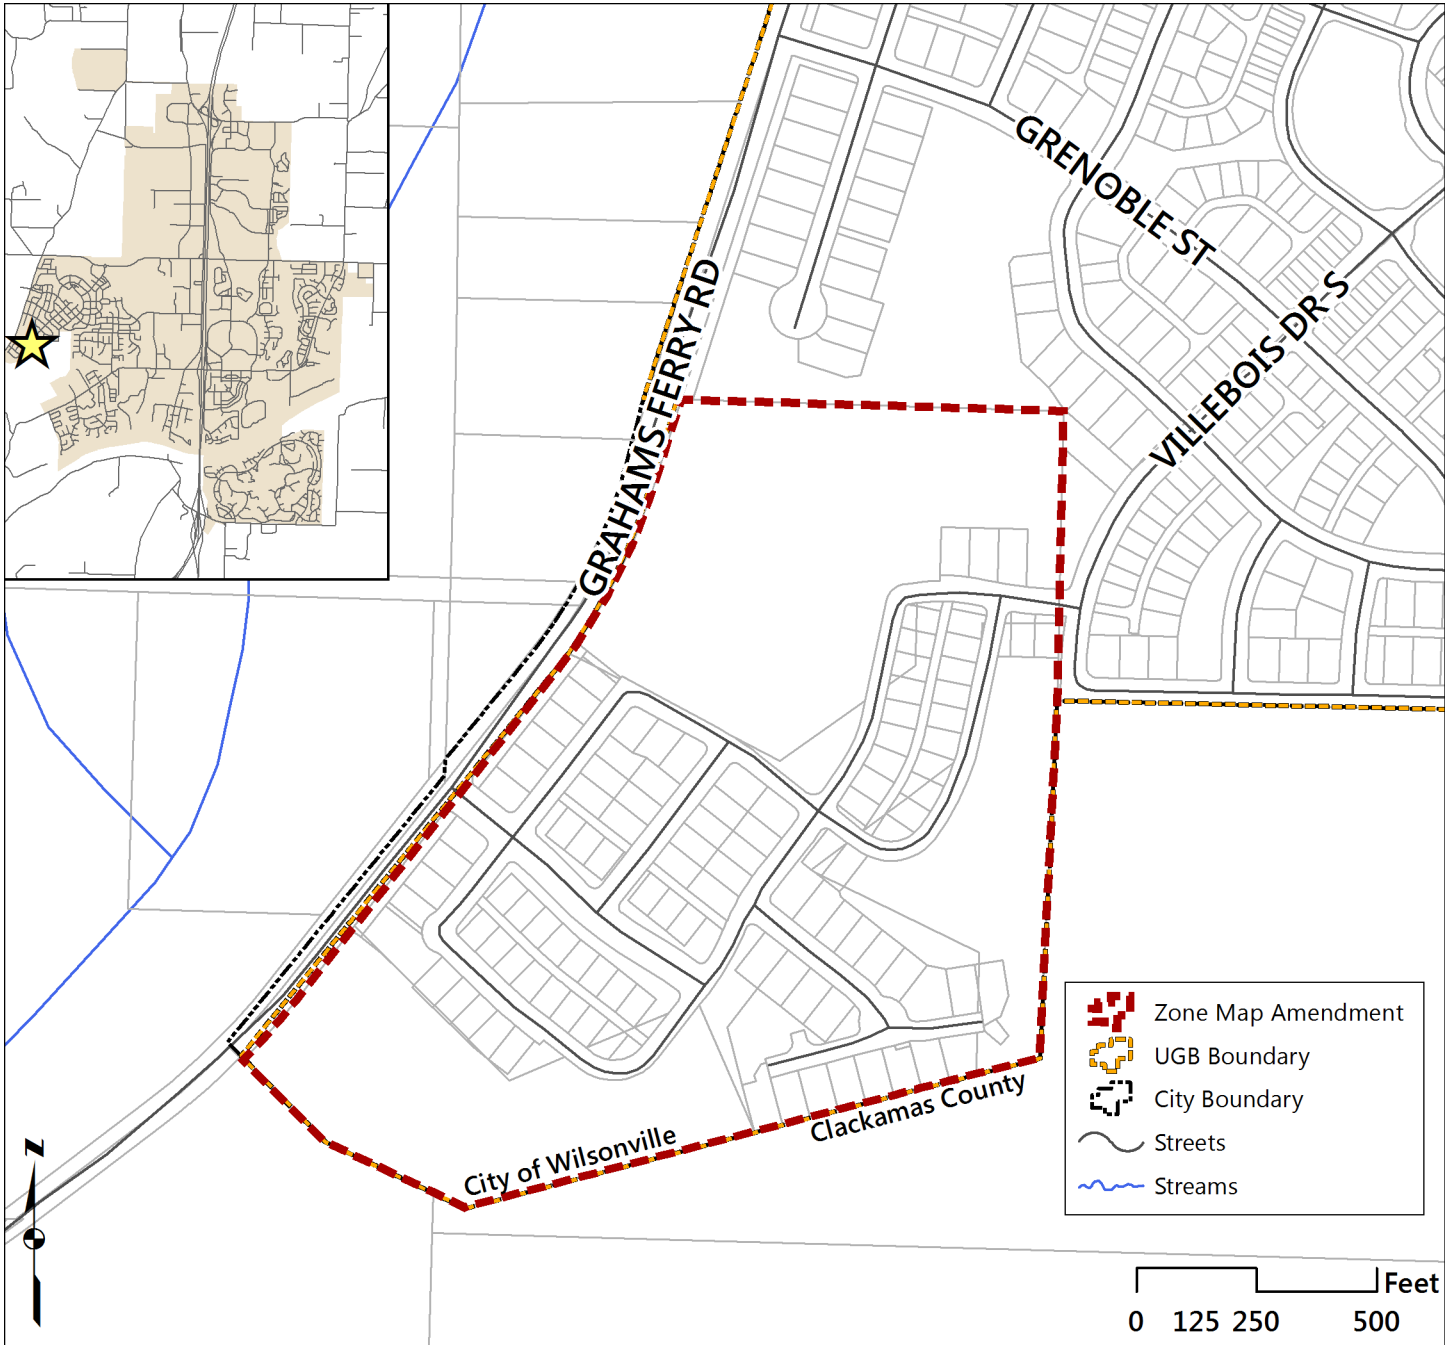 GRENOBLE ST
VILLEBOIS DR S
GRAHAMS FERRY RD
City of Wilsonville
Clackamas County
Zone Map Amendment
UGB Boundary
City Boundary
Streets
Streams
Z
Feet
0 125 250 500